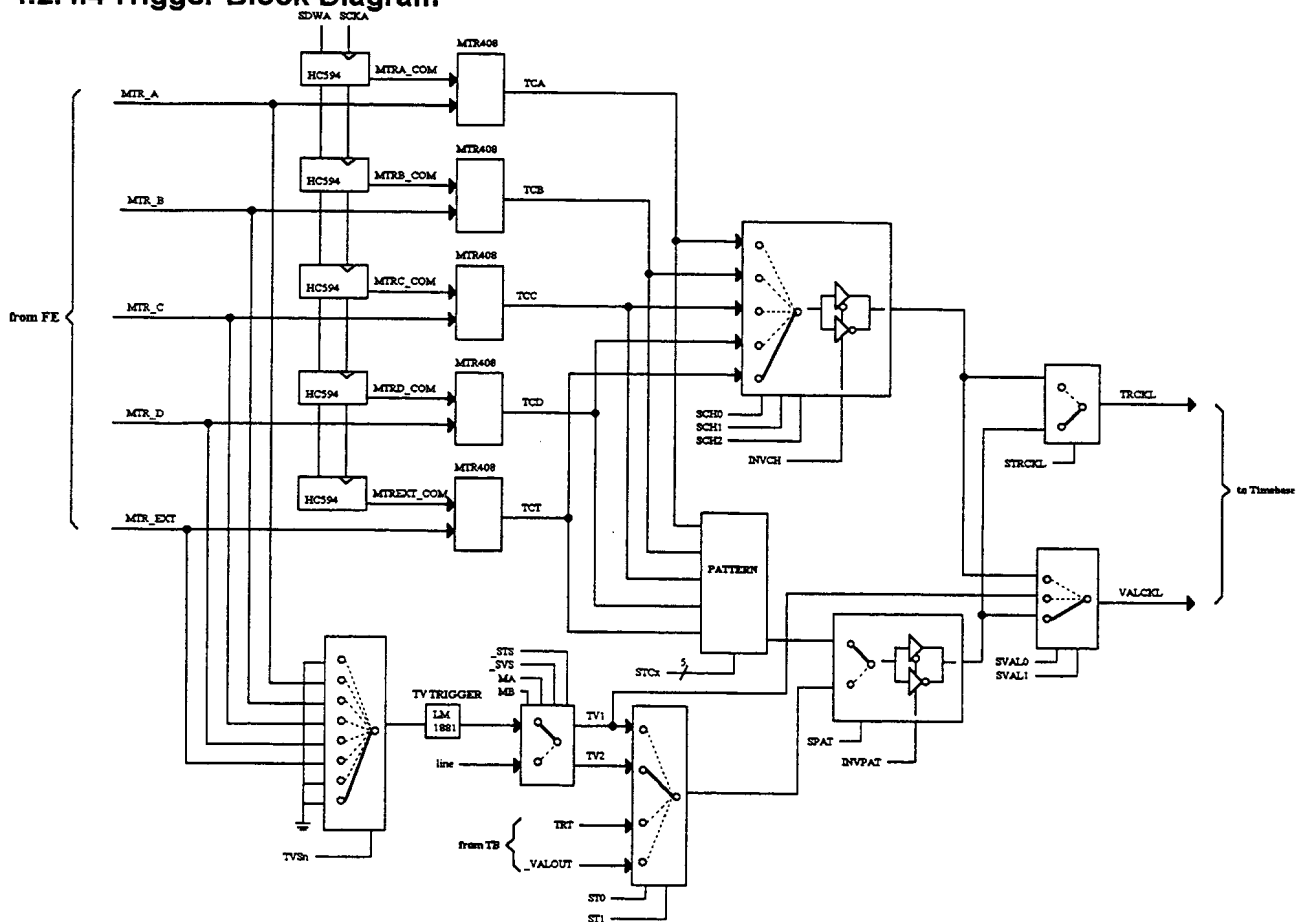 4.2.4.4 Trigger Block Diagram
SDWA SCKA
MTR408
HC594
MTRA_COM
TCA
MTR_A
MTR408
HC594
MTRB_COM
TCB
MTR_B
MTR408
HC594
MTRC_COM
TCC
from FE
MTR_C
MTR408
HC594
MTRD_COM
TCD
MTR_D
MTR408
HC594
MTREXT_COM
TCT
MTR_EXT
SCH0
SCH1
SCH2
INVCH
TRCKL
STRCKL
to Timebase
PATTERN
STCx
5
VALCKL
SVAL0
SVAL1
_STS
_SVS
MA
MB
TV TRIGGER
LM
1881
TV1
line
TV2
SPAT
INVPAT
TRT
from TB
_VALOUT
TVSn
ST0
ST1